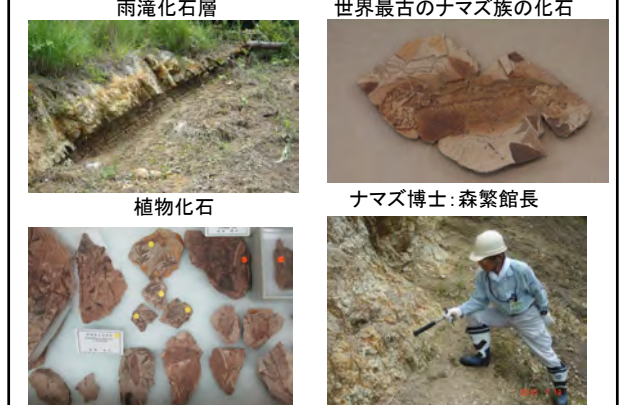 雨滝化石層
世界最古のナマズ族の化石
植物化石
ナマズ博士：森繁館長